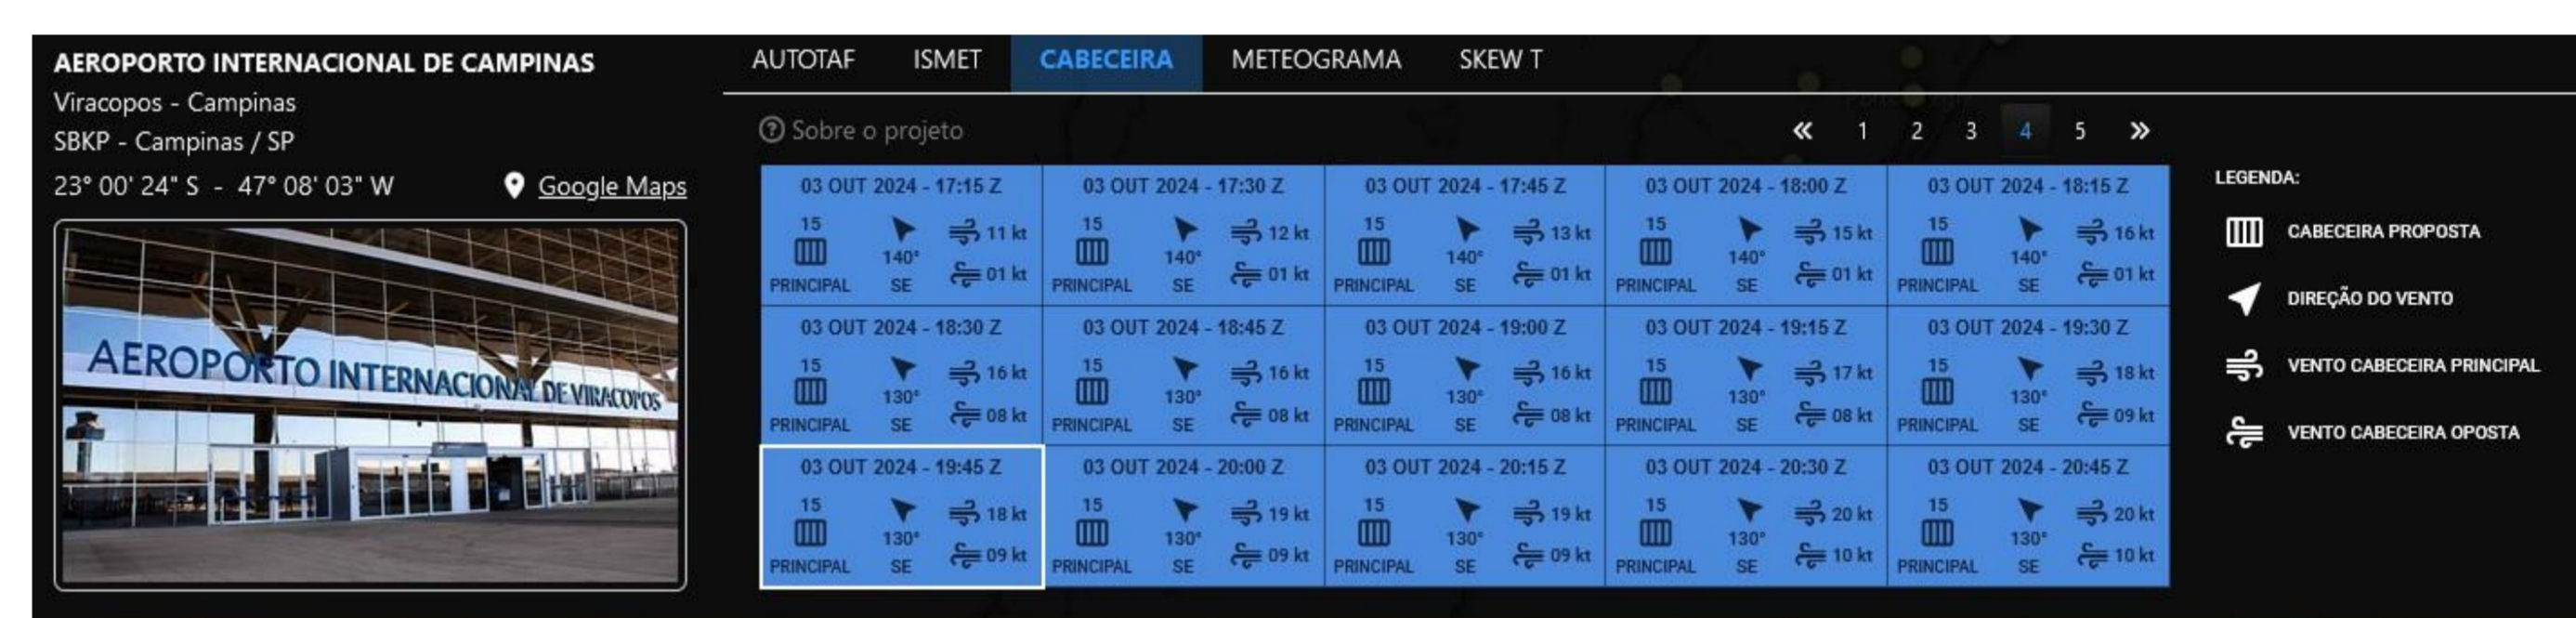 AEROPORTO INTERNACIONAL DE CAMPINAS
Viracopos - Campinas
SBKP - Campinas / SP
23° 00' 24" S - 47° 08' 03" W
Google Maps
AEROPORTO INTERNACIONAL DE VIRACOPOS
AUTOTAF ISMET CABECEIRA METEOGRAMA SKEW T
Sobre o projeto
« 1 2 3 4 5 »
03 OUT 2024 - 17:15 Z 03 OUT 2024 - 17:30 Z 03 OUT 2024 - 17:45 Z 03 OUT 2024 - 18:00 Z 03 OUT 2024 - 18:15 Z
15 11 kt 15 12 kt 15 13 kt 15 15 kt 15 16 kt
140° 01 kt 140° 01 kt 140° 01 kt 140° 01 kt 140° 01 kt
PRINCIPAL SE PRINCIPAL SE PRINCIPAL SE PRINCIPAL SE PRINCIPAL SE
03 OUT 2024 - 18:30 Z 03 OUT 2024 - 18:45 Z 03 OUT 2024 - 19:00 Z 03 OUT 2024 - 19:15 Z 03 OUT 2024 - 19:30 Z
15 16 kt 15 16 kt 15 16 kt 15 17 kt 15 18 kt
130° 08 kt 130° 08 kt 130° 08 kt 130° 08 kt 130° 09 kt
PRINCIPAL SE PRINCIPAL SE PRINCIPAL SE PRINCIPAL SE PRINCIPAL SE
03 OUT 2024 - 19:45 Z 03 OUT 2024 - 20:00 Z 03 OUT 2024 - 20:15 Z 03 OUT 2024 - 20:30 Z 03 OUT 2024 - 20:45 Z
15 18 kt 15 19 kt 15 19 kt 15 20 kt 15 20 kt
130° 09 kt 130° 09 kt 130° 09 kt 130° 10 kt 130° 10 kt
PRINCIPAL SE PRINCIPAL SE PRINCIPAL SE PRINCIPAL SE PRINCIPAL SE
LEGENDA:
CABECEIRA PROPOSTA
DIREÇÃO DO VENTO
VENTO CABECEIRA PRINCIPAL
VENTO CABECEIRA OPOSTA